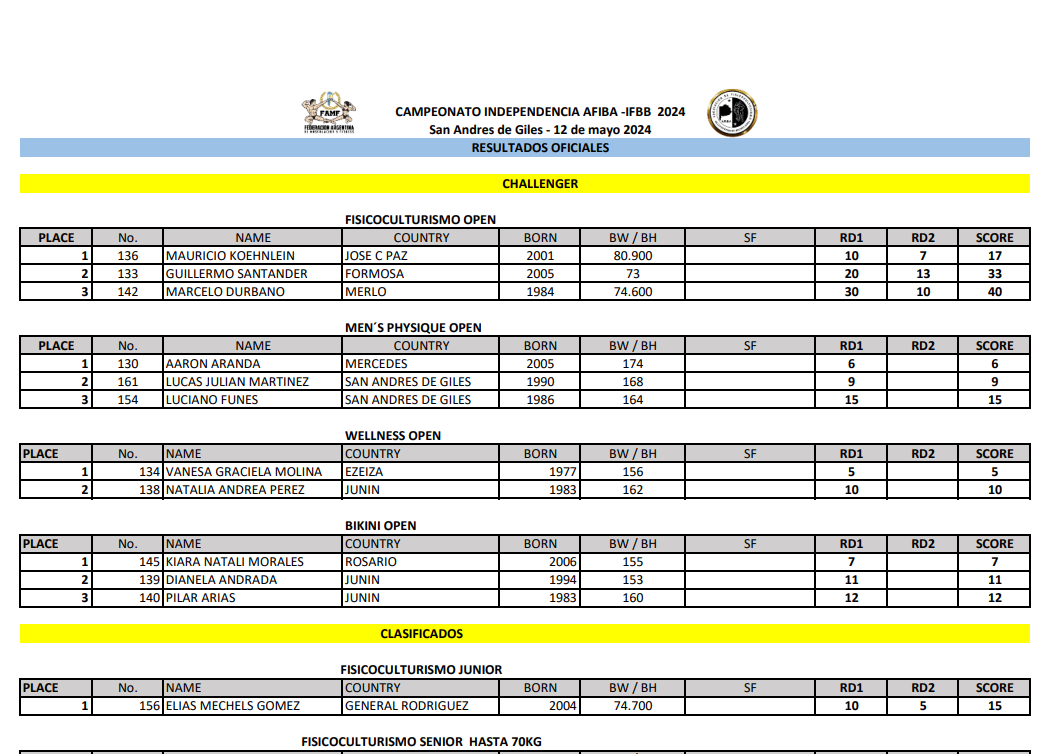 FAMF
FEDERACION ARGENTINA
CAMPEONATO INDEPENDENCIA AFIBA -IFBB 2024
San Andres de Giles - 12 de mayo 2024
RESULTADOS OFICIALES
CHALLENGER
FISICOCULTURISMO OPEN
PLACE No. NAME COUNTRY BORN BW / BH SF RD1 RD2 SCORE
1 136 MAURICIO KOEHNLEIN JOSE C PAZ 2001 80.900 10 7 17
2 133 GUILLERMO SANTANDER FORMOSA 2005 73 20 13 33
3 142 MARCELO DURBANO MERLO 1984 74.600 30 10 40
MEN´S PHYSIQUE OPEN
PLACE No. NAME COUNTRY BORN BW / BH SF RD1 RD2 SCORE
1 130 AARON ARANDA MERCEDES 2005 174 6 6
2 161 LUCAS JULIAN MARTINEZ SAN ANDRES DE GILES 1990 168 9 9
3 154 LUCIANO FUNES SAN ANDRES DE GILES 1986 164 15 15
WELLNESS OPEN
PLACE No. NAME COUNTRY BORN BW / BH SF RD1 RD2 SCORE
1 134 VANESA GRACIELA MOLINA EZEIZA 1977 156 5 5
2 138 NATALIA ANDREA PEREZ JUNIN 1983 162 10 10
BIKINI OPEN
PLACE No. NAME COUNTRY BORN BW / BH SF RD1 RD2 SCORE
1 145 KIARA NATALI MORALES ROSARIO 2006 155 7 7
2 139 DIANELA ANDRADA JUNIN 1994 153 11 11
3 140 PILAR ARIAS JUNIN 1983 160 12 12
CLASIFICADOS
FISICOCULTURISMO JUNIOR
PLACE No. NAME COUNTRY BORN BW / BH SF RD1 RD2 SCORE
1 156 ELIAS MECHELS GOMEZ GENERAL RODRIGUEZ 2004 74.700 10 5 15
FISICOCULTURISMO SENIOR HASTA 70KG